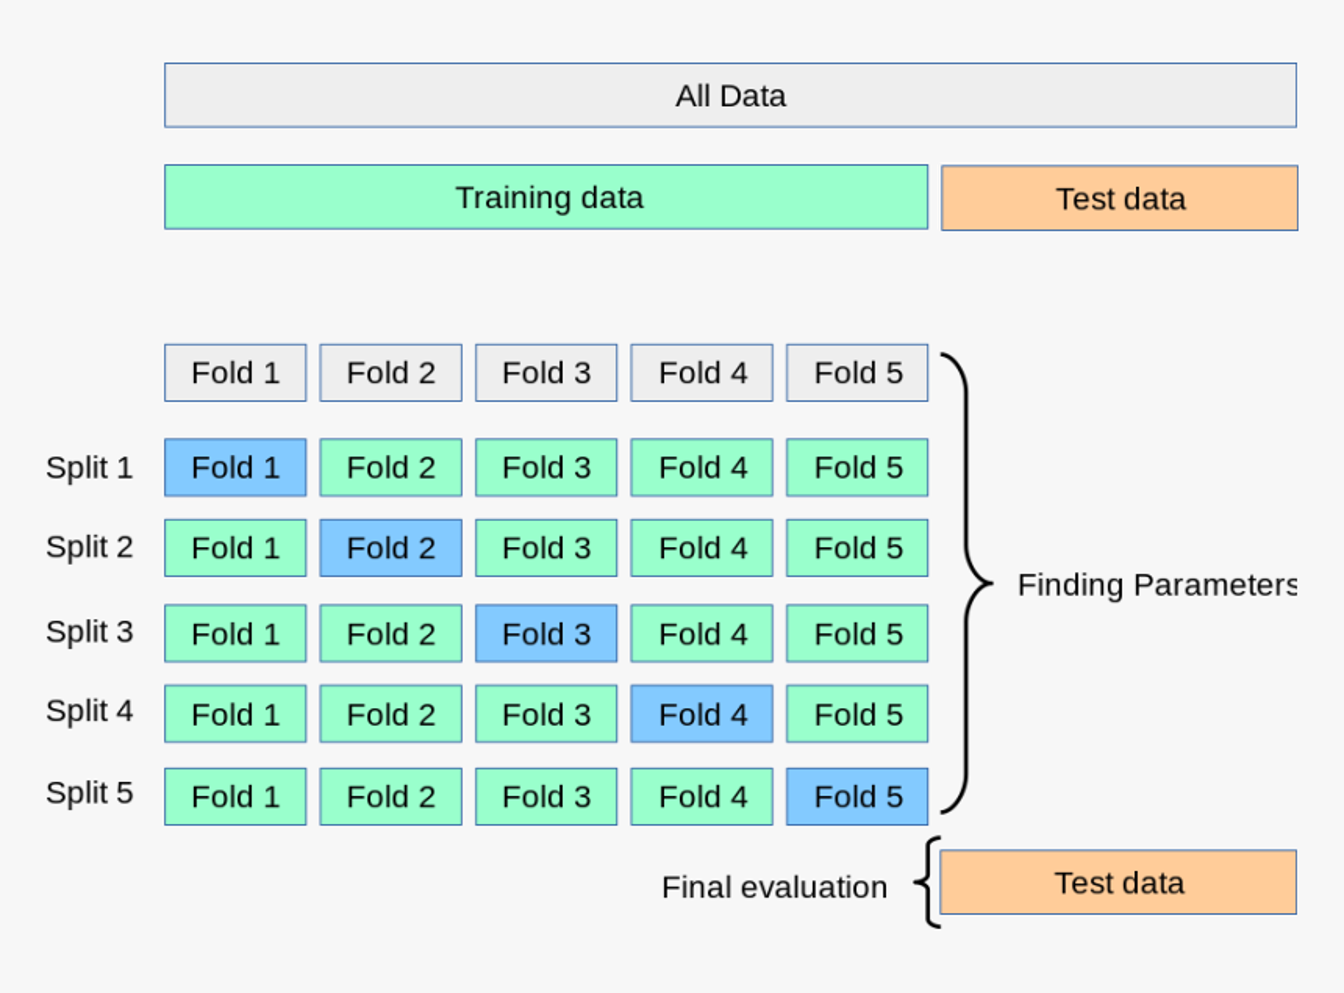 All Data
Training data Test data
Fold 1 Fold 2 Fold 3 Fold 4 Fold 5
Split 1 Fold 1 Fold 2 Fold 3 Fold 4 Fold 5
Split 2 Fold 1 Fold 2 Fold 3 Fold 4 Fold 5
Finding Parameters
Split 3 Fold 1 Fold 2 Fold 3 Fold 4 Fold 5
Split 4 Fold 1 Fold 2 Fold 3 Fold 4 Fold 5
Split 5 Fold 1 Fold 2 Fold 3 Fold 4 Fold 5
Final evaluation Test data